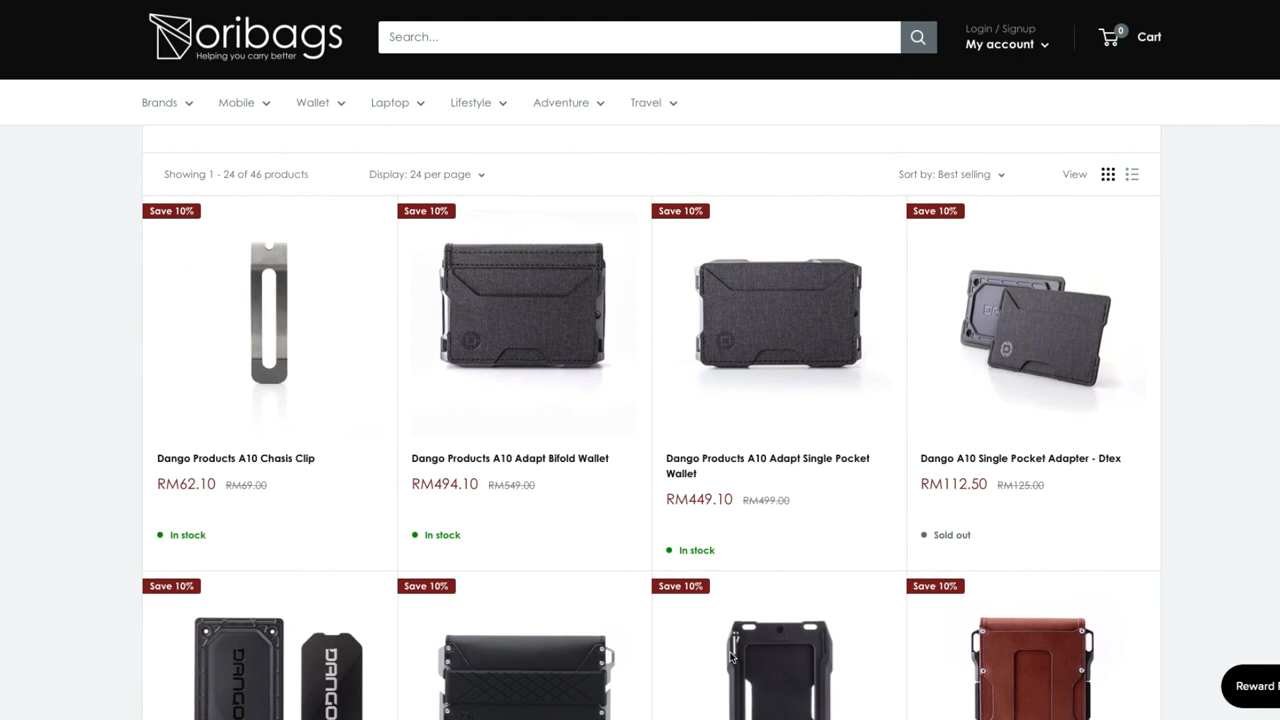 oribags
Helping you carry better
Search...
Login / Signup
My account
0
Cart
Brands
Mobile
Wallet
Laptop
Lifestyle
Adventure
Travel
Showing 1 - 24 of 46 products
Display: 24 per page
Sort by: Best selling
View
Save 10%
Save 10%
Save 10%
Save 10%
Dango Products A10 Chasis Clip
RM62.10 RM69.00
In stock
Dango Products A10 Adapt Bifold Wallet
RM494.10 RM549.00
In stock
Dango Products A10 Adapt Single Pocket
Wallet
RM449.10 RM499.00
In stock
Dango A10 Single Pocket Adapter - Dtex
RM112.50 RM125.00
Sold out
Save 10%
Save 10%
Save 10%
Save 10%
DANGO
DANGO
Reward